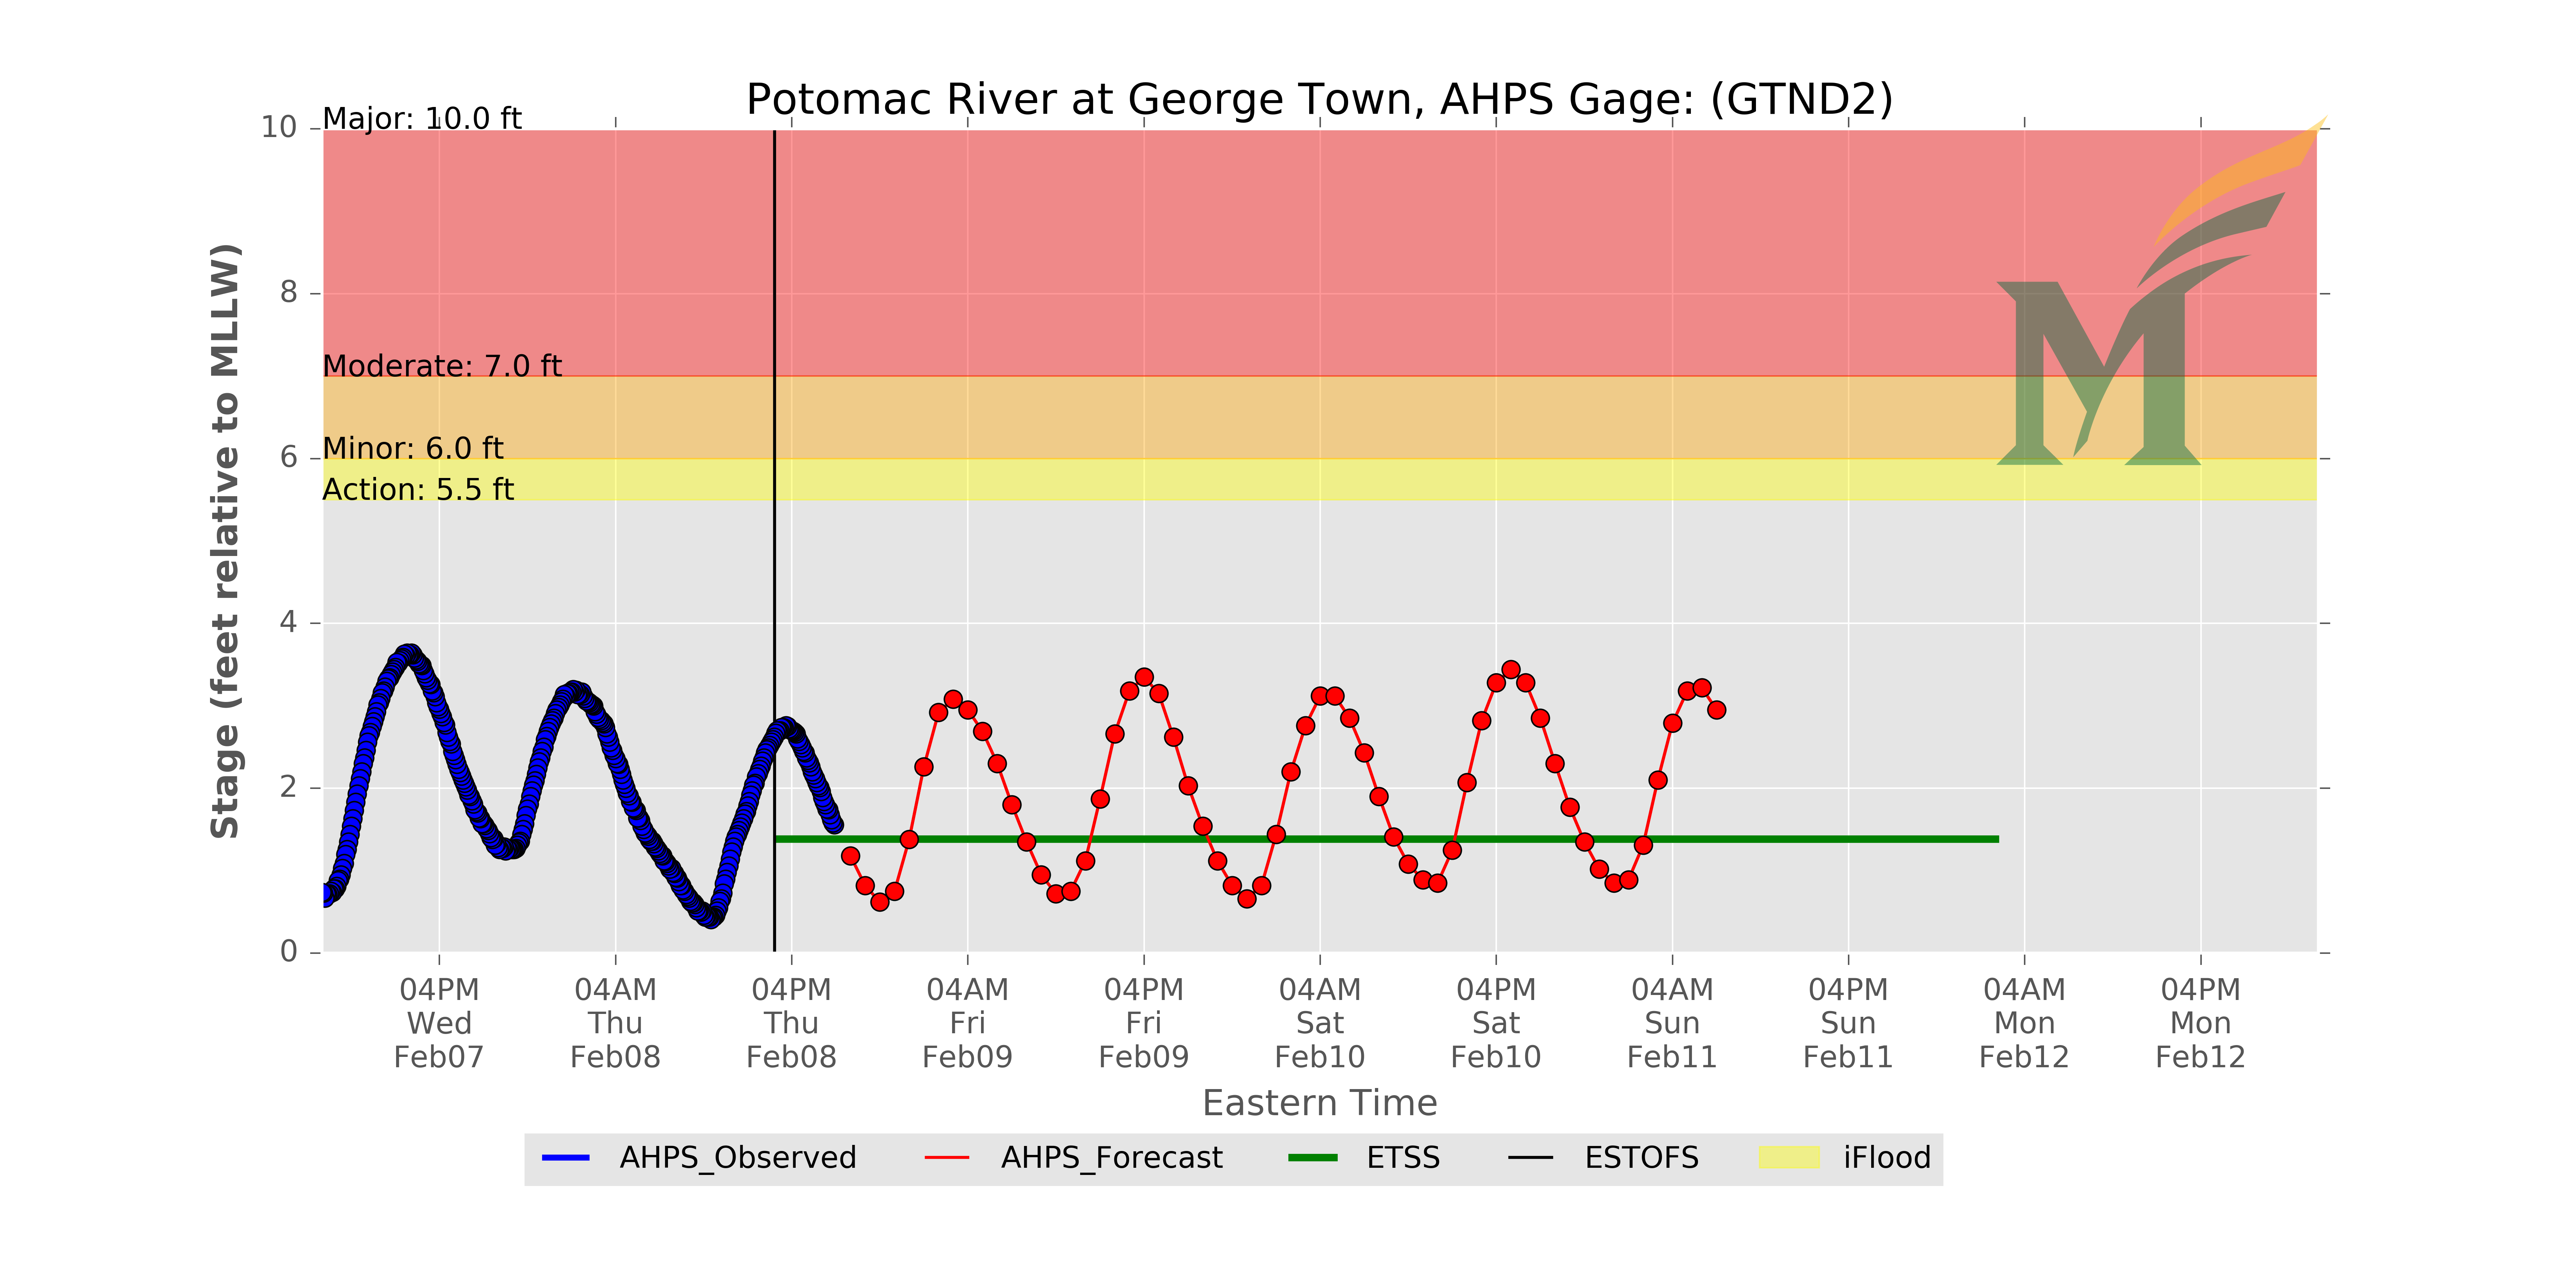 Potomac River at George Town, AHPS Gage: (GTND2)
Major: 10.0 ft
Moderate: 7.0 ft
Minor: 6.0 ft
Action: 5.5 ft
Stage (feet relative to MLLW)
10
8
6
4
2
0
04PM Wed Feb07
04AM Thu Feb08
04PM Thu Feb08
04AM Fri Feb09
04PM Fri Feb09
04AM Sat Feb10
04PM Sat Feb10
04AM Sun Feb11
04PM Sun Feb11
04AM Mon Feb12
04PM Mon Feb12
Eastern Time
AHPS_Observed AHPS_Forecast ETSS ESTOFS iFlood
M